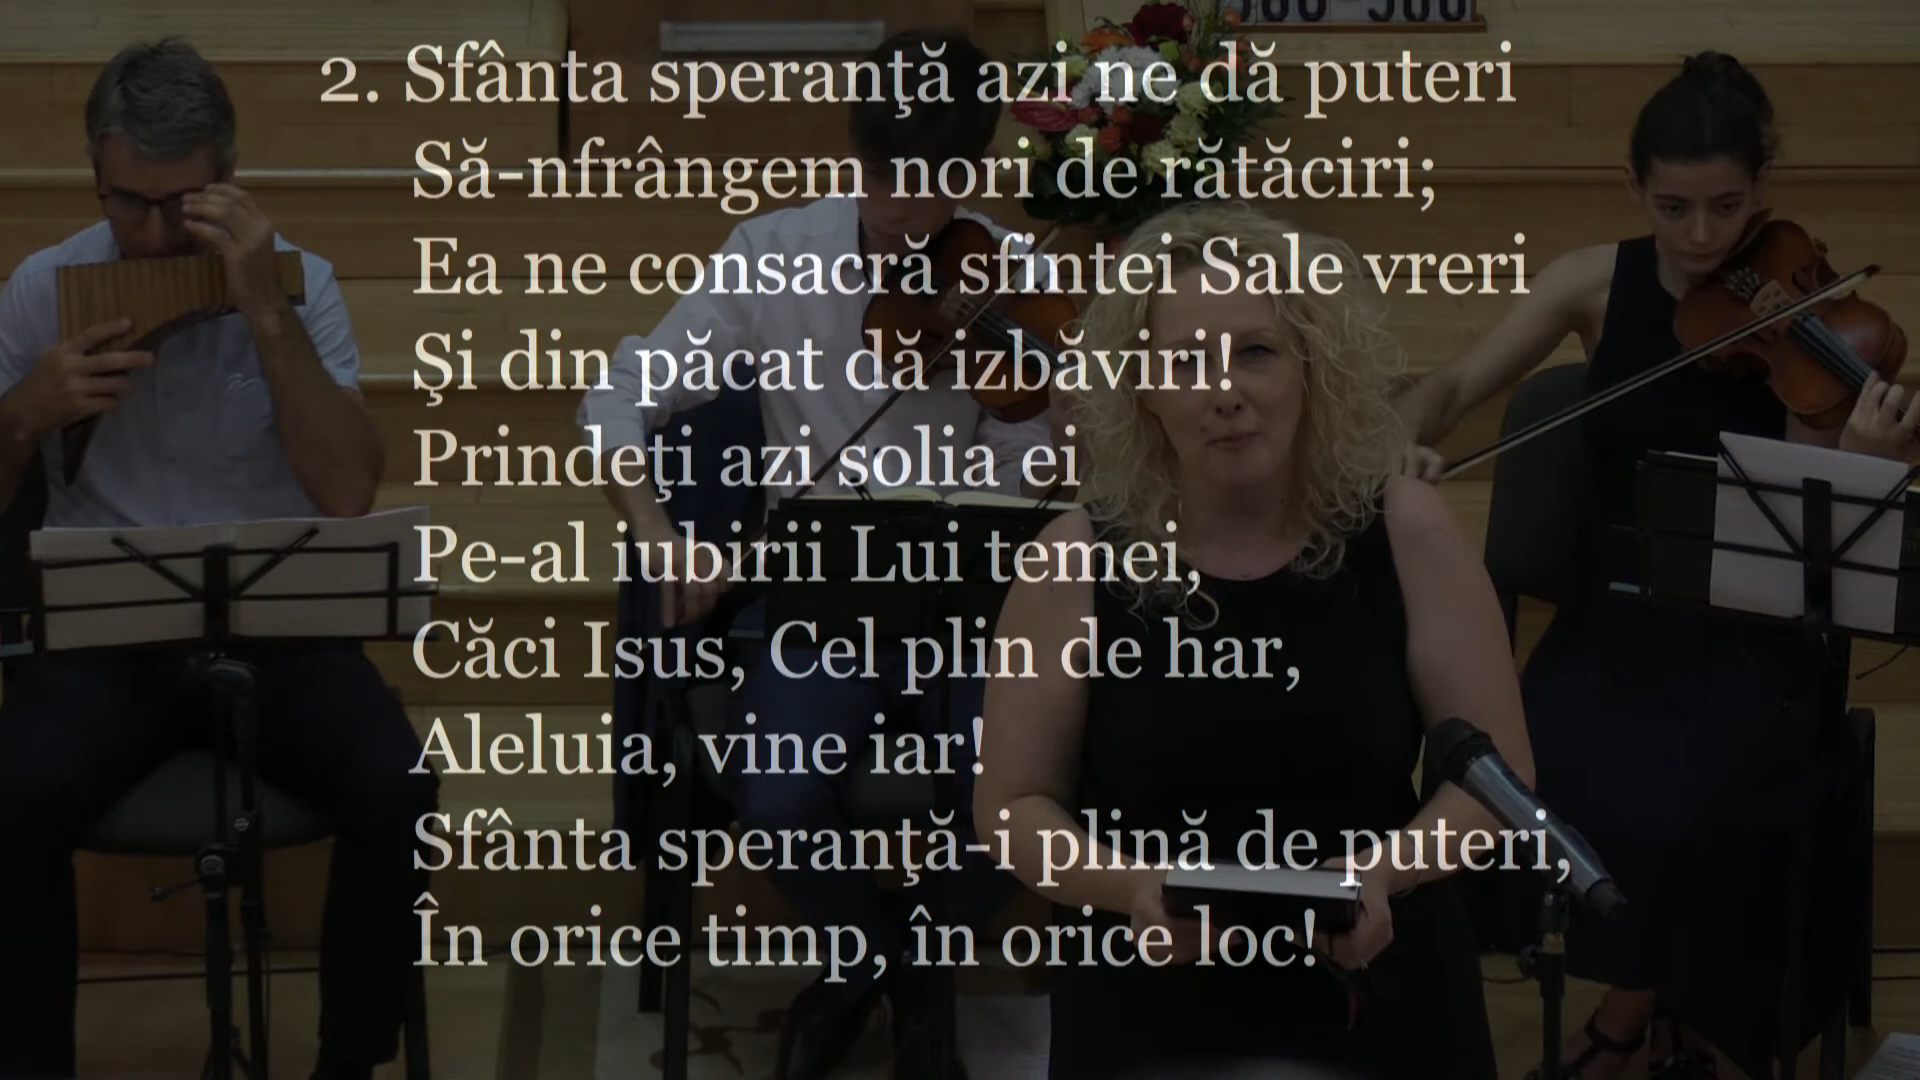 2. Sfânta speranţă azi ne dă puteri
Să-nfrângem nori de rătăciri;
Ea ne consacră sfintei Sale vreri
Şi din păcat dă izbăviri!
Prindeţi azi solia ei
Pe-al iubirii Lui temei,
Căci Isus, Cel plin de har,
Aleluia, vine iar!
Sfânta speranţă-i plină de puteri,
În orice timp, în orice loc!